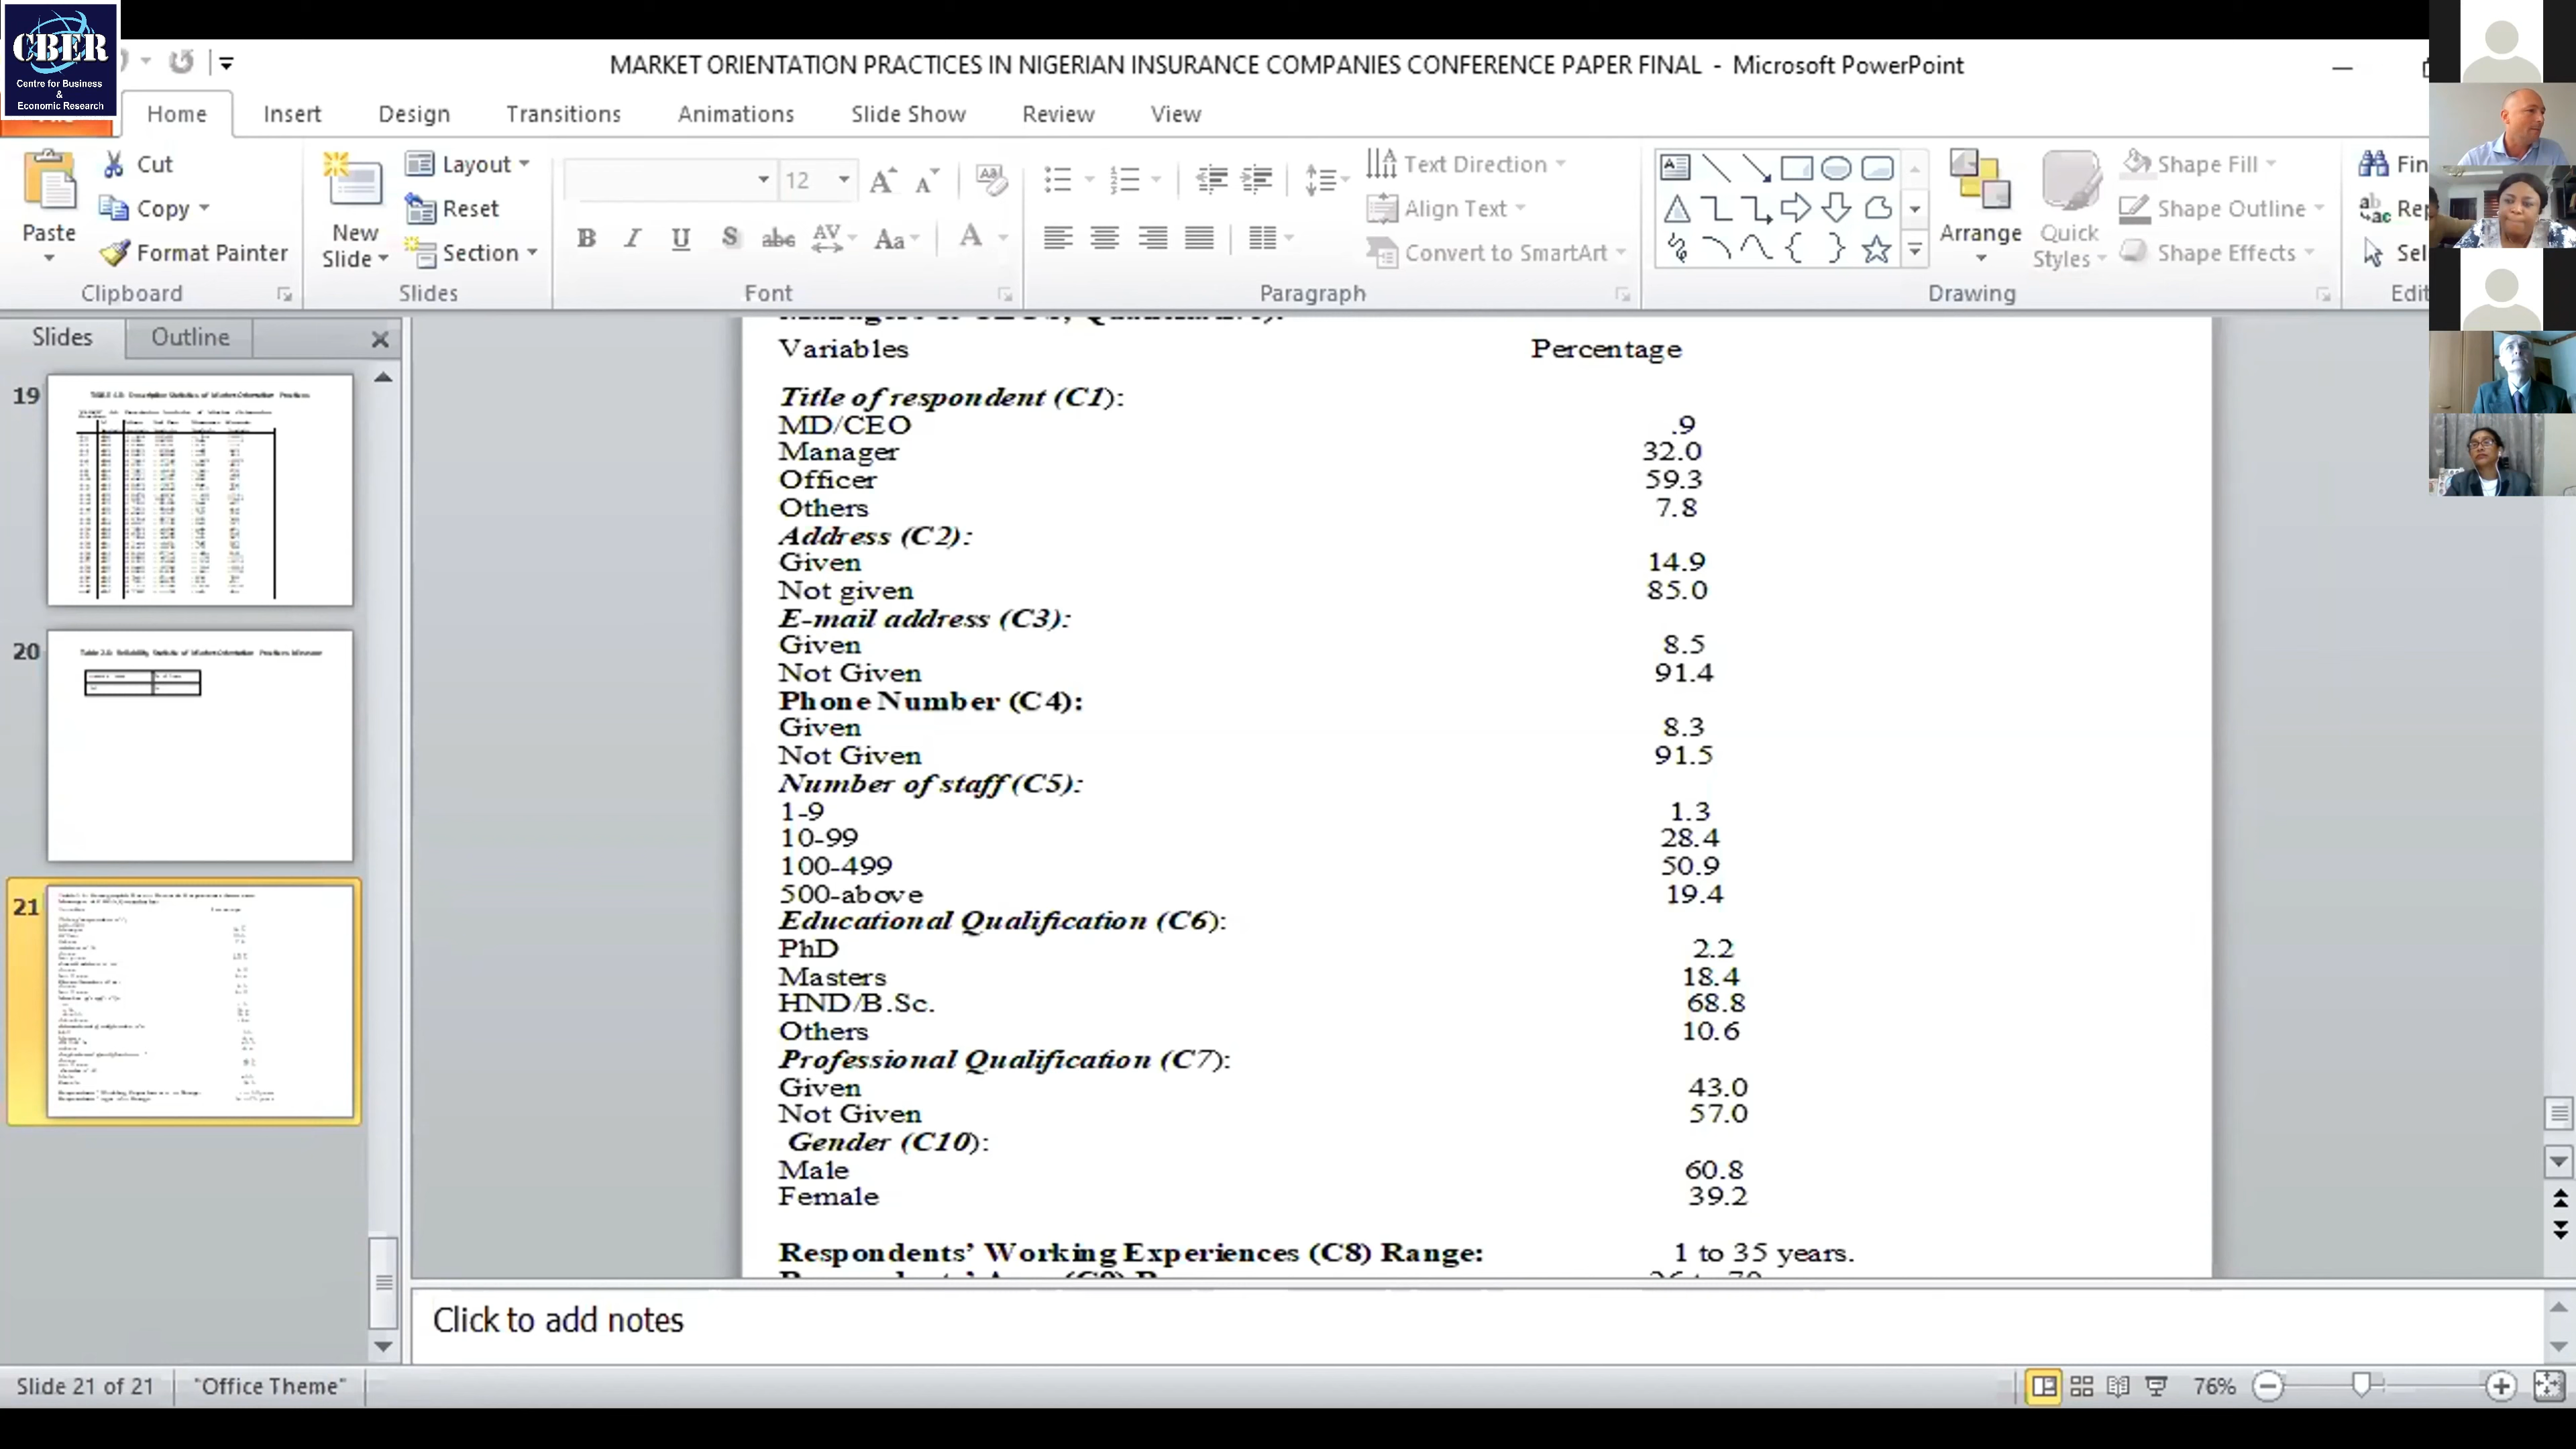 CBER
Centre for Business
&
Economic Research
MARKET ORIENTATION PRACTICES IN NIGERIAN INSURANCE COMPANIES CONFERENCE PAPER FINAL - Microsoft PowerPoint
Home Insert Design Transitions Animations Slide Show Review View
Paste
Cut
Copy
Format Painter
Clipboard
New
Slide
Layout
Reset
Section
Slides
12
Font
Text Direction
Align Text
Convert to SmartArt
Paragraph
Arrange
Quick
Styles
Shape Fill
Shape Outline
Shape Effects
Drawing
Slides Outline
19
20
21
Variables Percentage
Title of respondent (C1):
MD/CEO .9
Manager 32.0
Officer 59.3
Others 7.8
Address (C2):
Given 14.9
Not given 85.0
E-mail address (C3):
Given 8.5
Not Given 91.4
Phone Number (C4):
Given 8.3
Not Given 91.5
Number of staff (C5):
1-9 1.3
10-99 28.4
100-499 50.9
500-above 19.4
Educational Qualification (C6):
PhD 2.2
Masters 18.4
HND/B.Sc. 68.8
Others 10.6
Professional Qualification (C7):
Given 43.0
Not Given 57.0
Gender (C10):
Male 60.8
Female 39.2
Respondents' Working Experiences (C8) Range: 1 to 35 years.
Click to add notes
Slide 21 of 21 "Office Theme" 76%